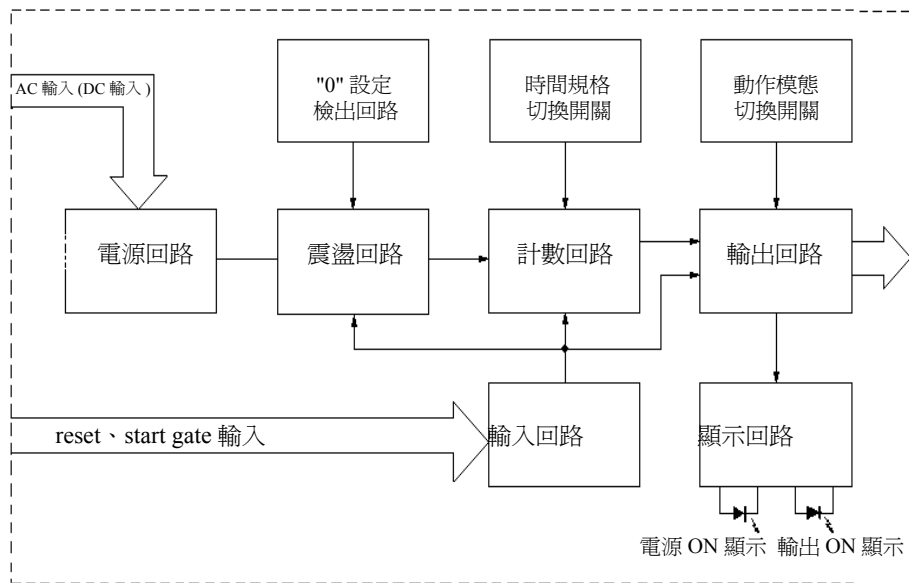 AC 輸入 (DC 輸入 )
"0" 設定
檢出回路
時間規格
切換開關
動作模態
切換開關
電源回路
震盪回路
計數回路
輸出回路
reset、start gate 輸入
輸入回路
顯示回路
電源 ON 顯示
輸出 ON 顯示